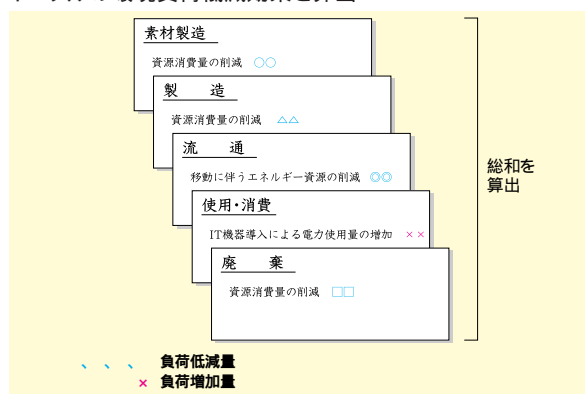 素材製造
資源消費量の削減 ○○
製 造
資源消費量の削減 △△
流 通
移動に伴うエネルギー資源の削減 ◎◎
使用・消費
IT機器導入による電力使用量の増加 ××
廃 棄
資源消費量の削減 □□
総和を
算出
、 、 、 負荷低減量
× 負荷増加量